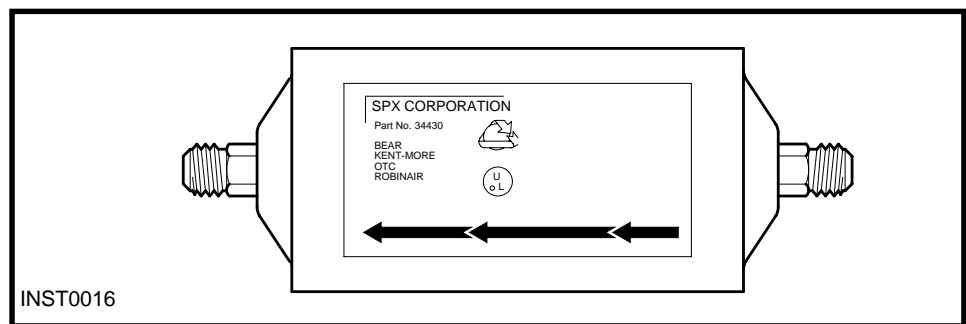 SPX CORPORATION
Part No. 34430
BEAR
KENT-MORE
OTC
ROBINAIR
U
L
INST0016